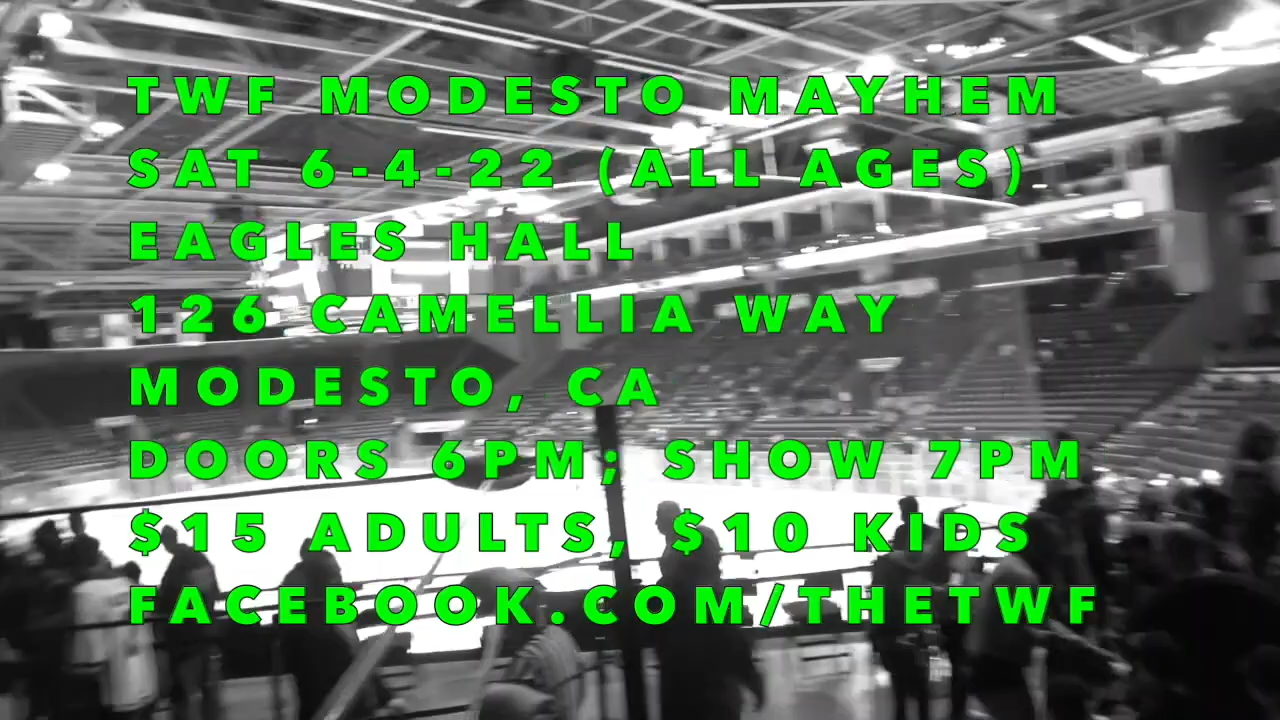 TWF MODESTO MAYHEM
SAT 6-4-22 (ALL AGES)
EAGLES HALL
126 CAMELLIA WAY
MODESTO, CA
DOORS 6PM; SHOW 7PM
$15 ADULTS, $10 KIDS
FACEBOOK.COM/THETWF